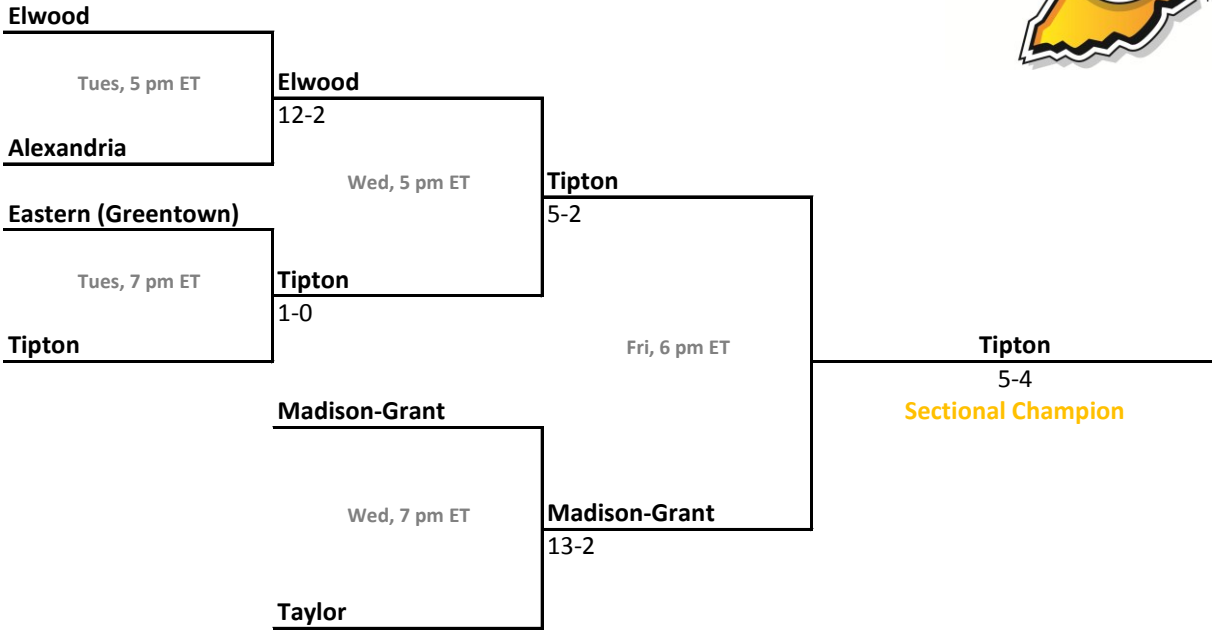 Elwood
Tues, 5 pm ET
Elwood
12-2
Alexandria
Wed, 5 pm ET
Tipton
5-2
Eastern (Greentown)
Tues, 7 pm ET
Tipton
1-0
Tipton
Fri, 6 pm ET
Tipton
5-4
Sectional Champion
Madison-Grant
Wed, 7 pm ET
Madison-Grant
13-2
Taylor